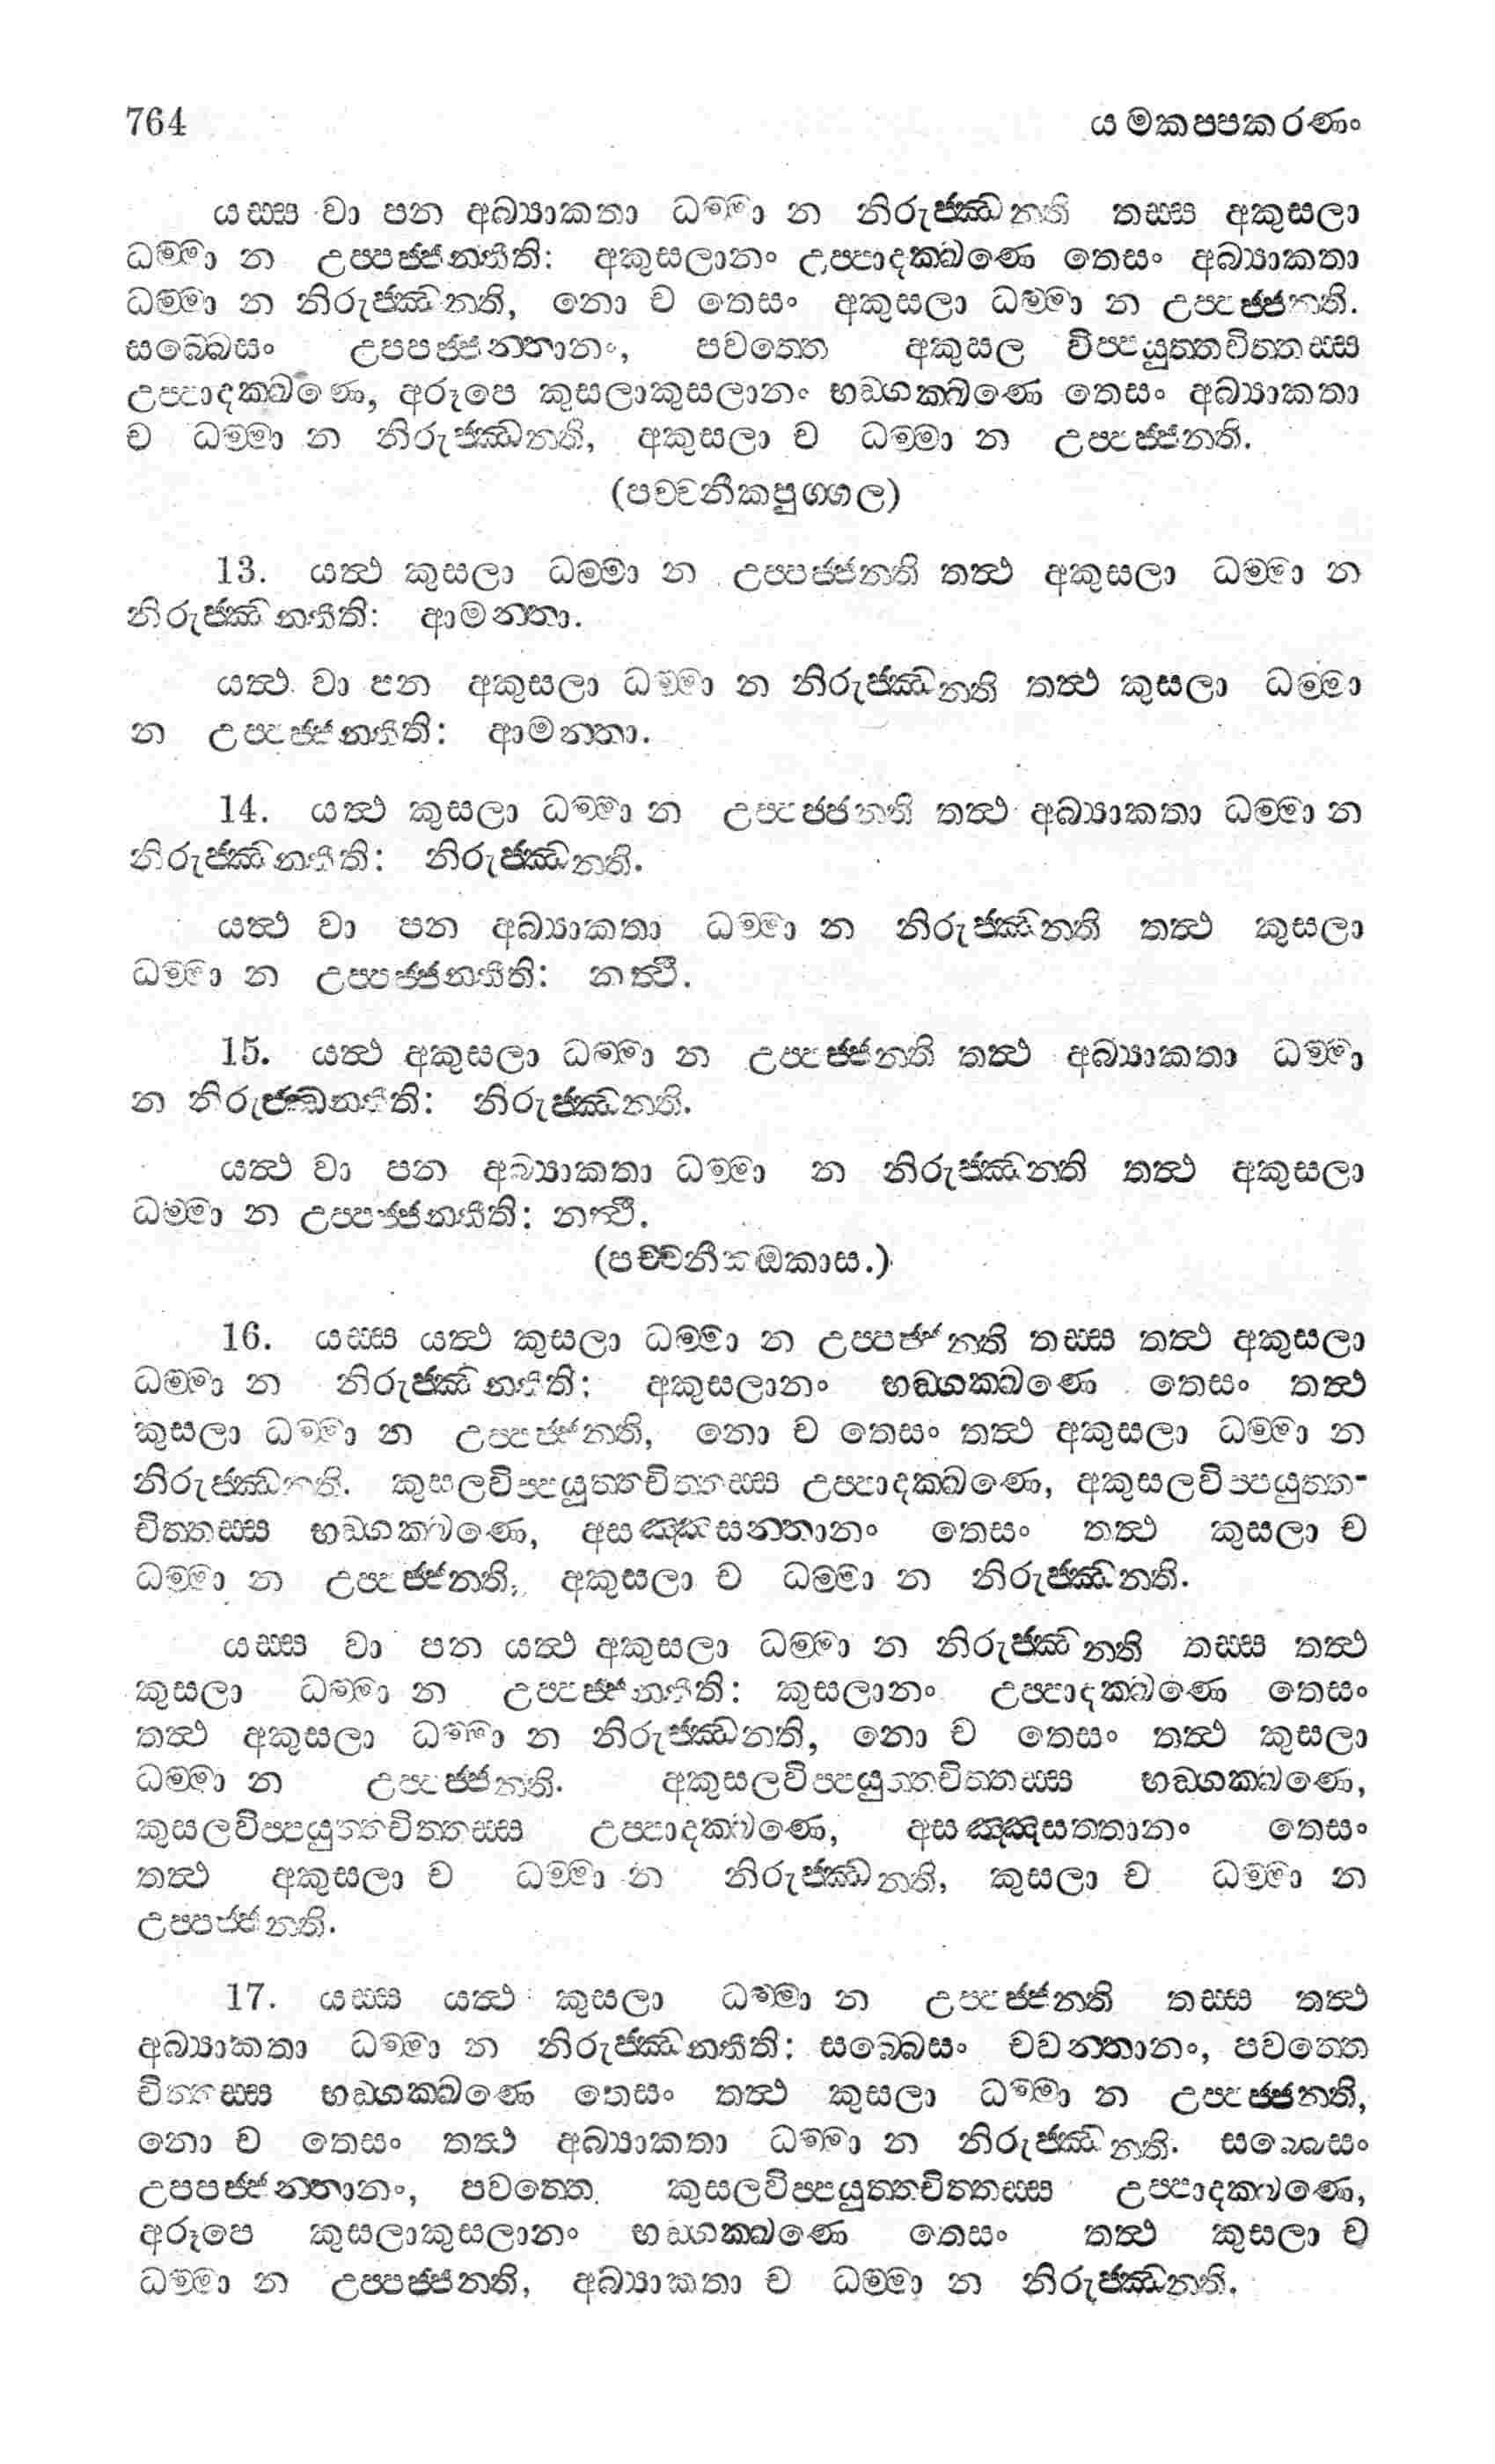 764 යමකප්පකරණං
යස්ස වා පන අබ්‍යාකතා ධම්මා න නිරුජ්ඣන්ති තස්ස අකුසලා
ධම්මා න උප්පජ්ජන්තීති: අකුසලානං උප්පාදක්ඛණෙ තෙසං අබ්‍යාකතා
ධම්මා න නිරුජ්ඣන්ති, නො ච තෙසං අකුසලා ධම්මා න උප්පජ්ජන්ති.
සබ්බෙසං උපපජ්ජන්තානං, පවත්තෙ අකුසල විප්පයුත්තචිත්තස්ස
උප්පාදක්ඛණෙ, අරූපෙ කුසලාකුසලානං භඞ්ගක්ඛණෙ තෙසං අබ්‍යාකතා
ච ධම්මා න නිරුජ්ඣන්ති, අකුසලා ච ධම්මා න උප්පජ්ජන්ති.
(පච්චනීකපුග්ගල)
13. යත්ථ කුසලා ධම්මා න උප්පජ්ජන්ති තත්ථ අකුසලා ධම්මා න
නිරුජ්ඣන්තීති: ආමන්තා.
යත්ථ වා පන අකුසලා ධම්මා න නිරුජ්ඣන්ති තත්ථ කුසලා ධම්මා
න උප්පජ්ජන්තීති: ආමන්තා.
14. යත්ථ කුසලා ධම්මා න උප්පජ්ජන්ති තත්ථ අබ්‍යාකතා ධම්මා න
නිරුජ්ඣන්තීති: නිරුජ්ඣන්ති.
යත්ථ වා පන අබ්‍යාකතා ධම්මා න නිරුජ්ඣන්ති තත්ථ කුසලා
ධම්මා න උප්පජ්ජන්තීති: නත්ථි.
15. යත්ථ අකුසලා ධම්මා න උප්පජ්ජන්ති තත්ථ අබ්‍යාකතා ධම්මා
න නිරුජ්ඣන්තීති: නිරුජ්ඣන්ති.
යත්ථ වා පන අබ්‍යාකතා ධම්මා න නිරුජ්ඣන්ති තත්ථ අකුසලා
ධම්මා න උප්පජ්ජන්තීති: නත්ථි.
(පච්චනීකඔකාස.)
16. යස්ස යත්ථ කුසලා ධම්මා න උප්පජ්ජන්ති තස්ස තත්ථ අකුසලා
ධම්මා න නිරුජ්ඣන්තීති: අකුසලානං භඞ්ගක්ඛණෙ තෙසං තත්ථ
කුසලා ධම්මා න උප්පජ්ජන්ති, නො ච තෙසං තත්ථ අකුසලා ධම්මා න
නිරුජ්ඣන්ති. කුසලවිප්පයුත්තචිත්තස්ස උප්පාදක්ඛණෙ, අකුසලවිප්පයුත්ත-
චිත්තස්ස භඞ්ගක්ඛණෙ, අසඤ්ඤසත්තානං තෙසං තත්ථ කුසලා ච
ධම්මා න උප්පජ්ජන්ති, අකුසලා ච ධම්මා න නිරුජ්ඣන්ති.
යස්ස වා පන යත්ථ අකුසලා ධම්මා න නිරුජ්ඣන්ති තස්ස තත්ථ
කුසලා ධම්මා න උප්පජ්ජන්තීති: කුසලානං උප්පාදක්ඛණෙ තෙසං
තත්ථ අකුසලා ධම්මා න නිරුජ්ඣන්ති, නො ච තෙසං තත්ථ කුසලා
ධම්මා න උප්පජ්ජන්ති. අකුසලවිප්පයුත්තචිත්තස්ස භඞ්ගක්ඛණෙ,
කුසලවිප්පයුත්තචිත්තස්ස උප්පාදක්ඛණෙ, අසඤ්ඤසත්තානං තෙසං
තත්ථ අකුසලා ච ධම්මා න නිරුජ්ඣන්ති, කුසලා ච ධම්මා න
උප්පජ්ජන්ති.
17. යස්ස යත්ථ කුසලා ධම්මා න උප්පජ්ජන්ති තස්ස තත්ථ
අබ්‍යාකතා ධම්මා න නිරුජ්ඣන්තීති: සබ්බෙසං චවන්තානං, පවත්තෙ
චිත්තස්ස භඞ්ගක්ඛණෙ තෙසං තත්ථ කුසලා ධම්මා න උප්පජ්ජන්ති,
නො ච තෙසං තත්ථ අබ්‍යාකතා ධම්මා න නිරුජ්ඣන්ති. සබ්බෙසං
උපපජ්ජන්තානං, පවත්තෙ කුසලවිප්පයුත්තචිත්තස්ස උප්පාදක්ඛණෙ,
අරූපෙ කුසලාකුසලානං භඞ්ගක්ඛණෙ තෙසං තත්ථ කුසලා ච
ධම්මා න උප්පජ්ජන්ති, අබ්‍යාකතා ච ධම්මා න නිරුජ්ඣන්ති.